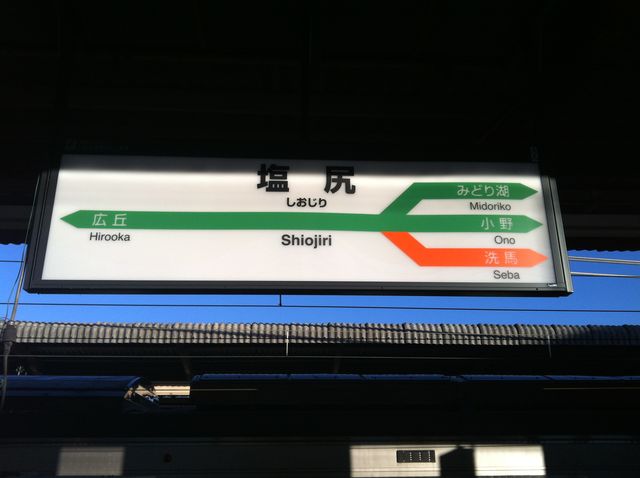 塩尻
しおじり
Shiojiri
広丘
Hirooka
みどり湖
Midoriko
小野
Ono
洗馬
Seba